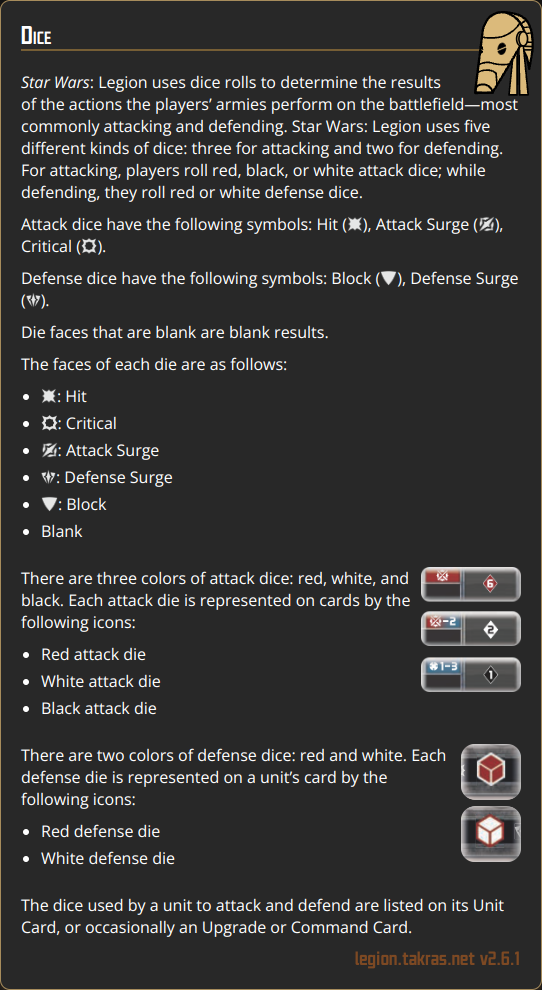 Dice
Star Wars: Legion uses dice rolls to determine the results
of the actions the players’ armies perform on the battlefield—most
commonly attacking and defending. Star Wars: Legion uses five
different kinds of dice: three for attacking and two for defending.
For attacking, players roll red, black, or white attack dice; while
defending, they roll red or white defense dice.
Attack dice have the following symbols: Hit (), Attack Surge (),
Critical ().
Defense dice have the following symbols: Block (), Defense Surge
().
Die faces that are blank are blank results.
The faces of each die are as follows:
• : Hit
• : Critical
• : Attack Surge
• : Defense Surge
• : Block
• Blank
There are three colors of attack dice: red, white, and
black. Each attack die is represented on cards by the
following icons:
6
-2 2
1-3 1
• Red attack die
• White attack die
• Black attack die
There are two colors of defense dice: red and white. Each
defense die is represented on a unit’s card by the
following icons:
• Red defense die
• White defense die
The dice used by a unit to attack and defend are listed on its Unit
Card, or occasionally an Upgrade or Command Card.
legion.takras.net v2.6.1